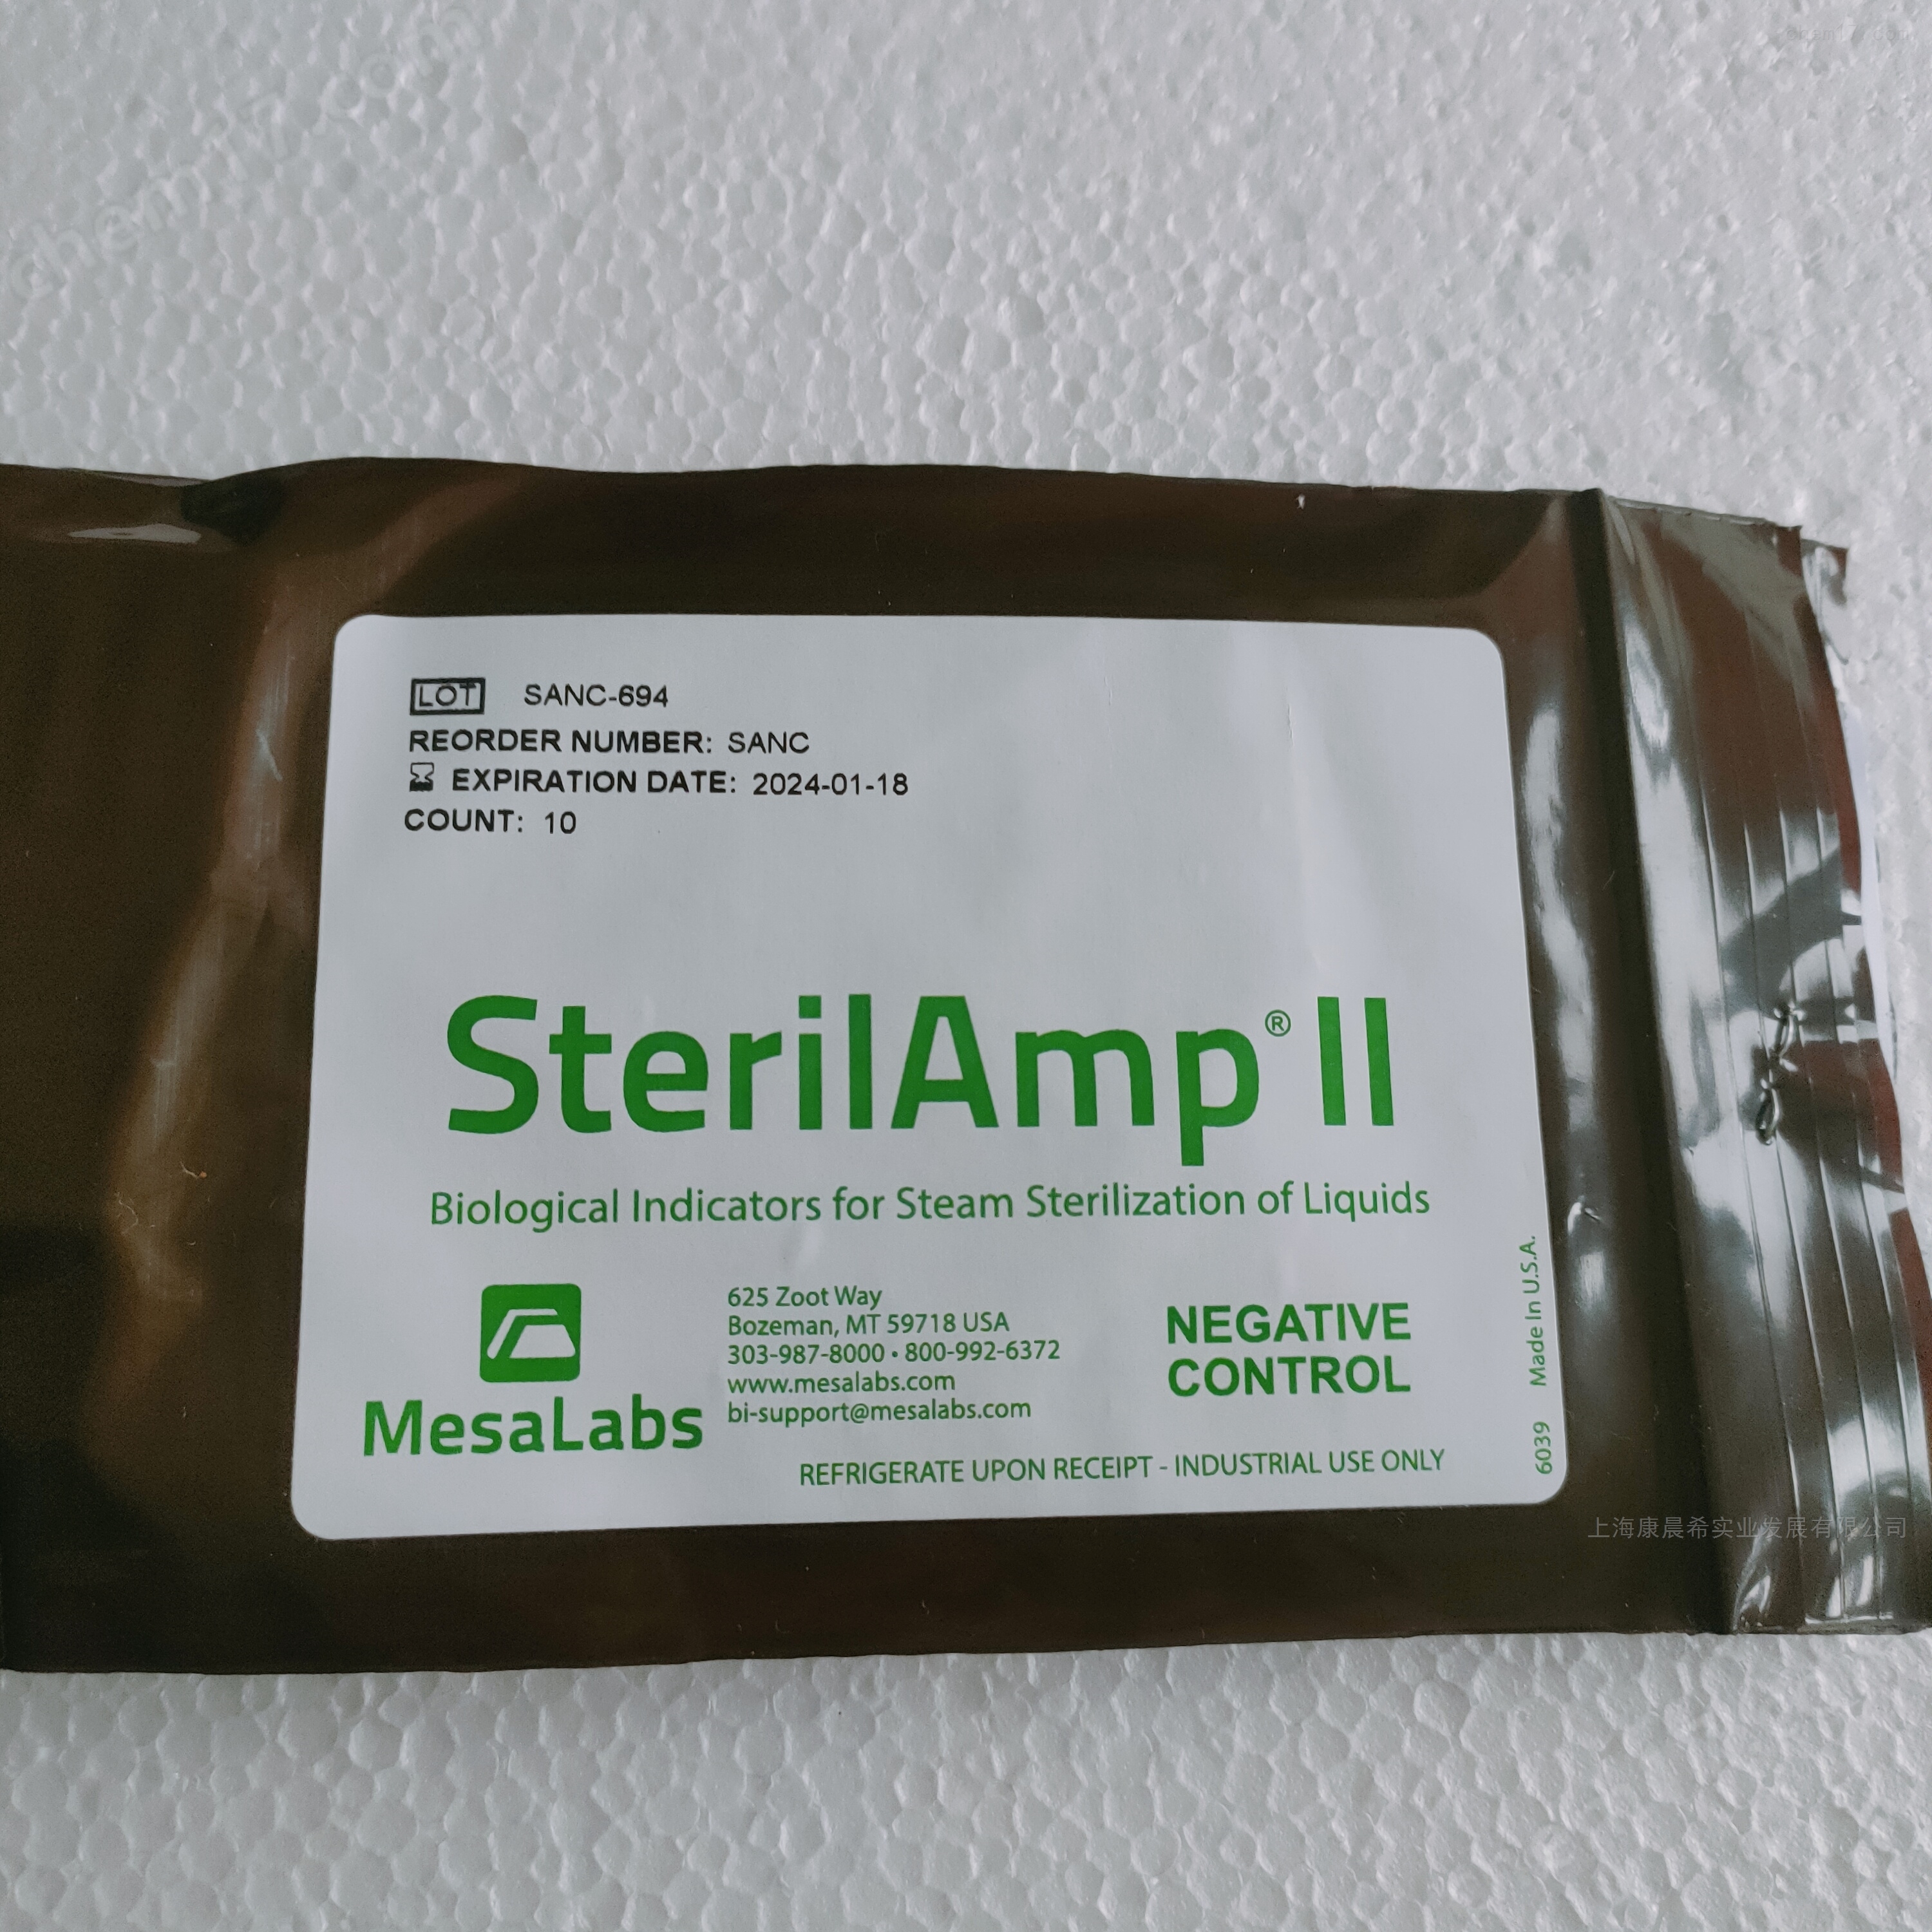 chem17.com
LOT SANC-694
REORDER NUMBER: SANC
EXPIRATION DATE: 2024-01-18
COUNT: 10
SterilAmp® II
Biological Indicators for Steam Sterilization of Liquids
MesaLabs
625 Zoot Way
Bozeman, MT 59718 USA
303-987-8000 • 800-992-6372
www.mesalabs.com
bi-support@mesalabs.com
NEGATIVE
CONTROL
REFRIGERATE UPON RECEIPT - INDUSTRIAL USE ONLY
6039 Made In U.S.A.
上海康晨希实业发展有限公司